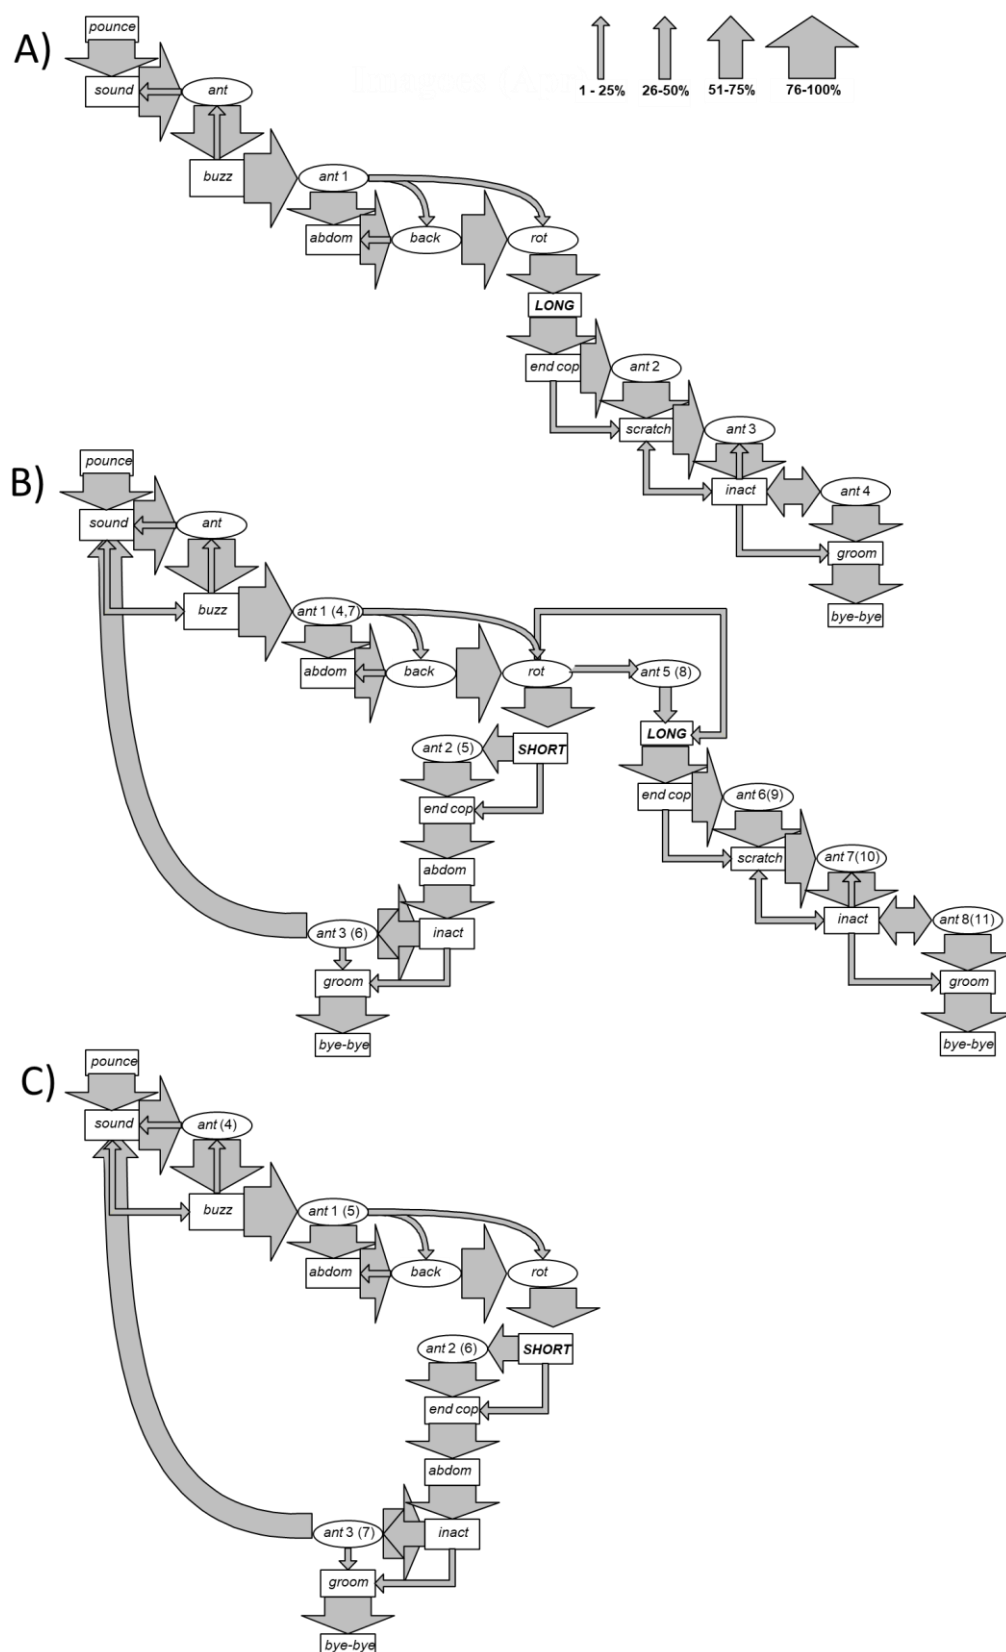 A)
pounce
sound
ant
buzz
ant 1
abdom
back
rot
LONG
end cop
ant 2
scratch
ant 3
inact
ant 4
groom
bye-bye
1 - 25%
26-50%
51-75%
76-100%
B)
pounce
sound
ant
buzz
ant 1 (4,7)
abdom
back
rot
ant 5 (8)
SHORT
LONG
ant 2 (5)
end cop
abdom
inact
ant 3 (6)
groom
bye-bye
end cop
ant 6(9)
scratch
ant 7(10)
inact
ant 8(11)
groom
bye-bye
C)
pounce
sound
ant (4)
buzz
ant 1 (5)
abdom
back
rot
SHORT
ant 2 (6)
end cop
abdom
inact
ant 3 (7)
groom
bye-bye